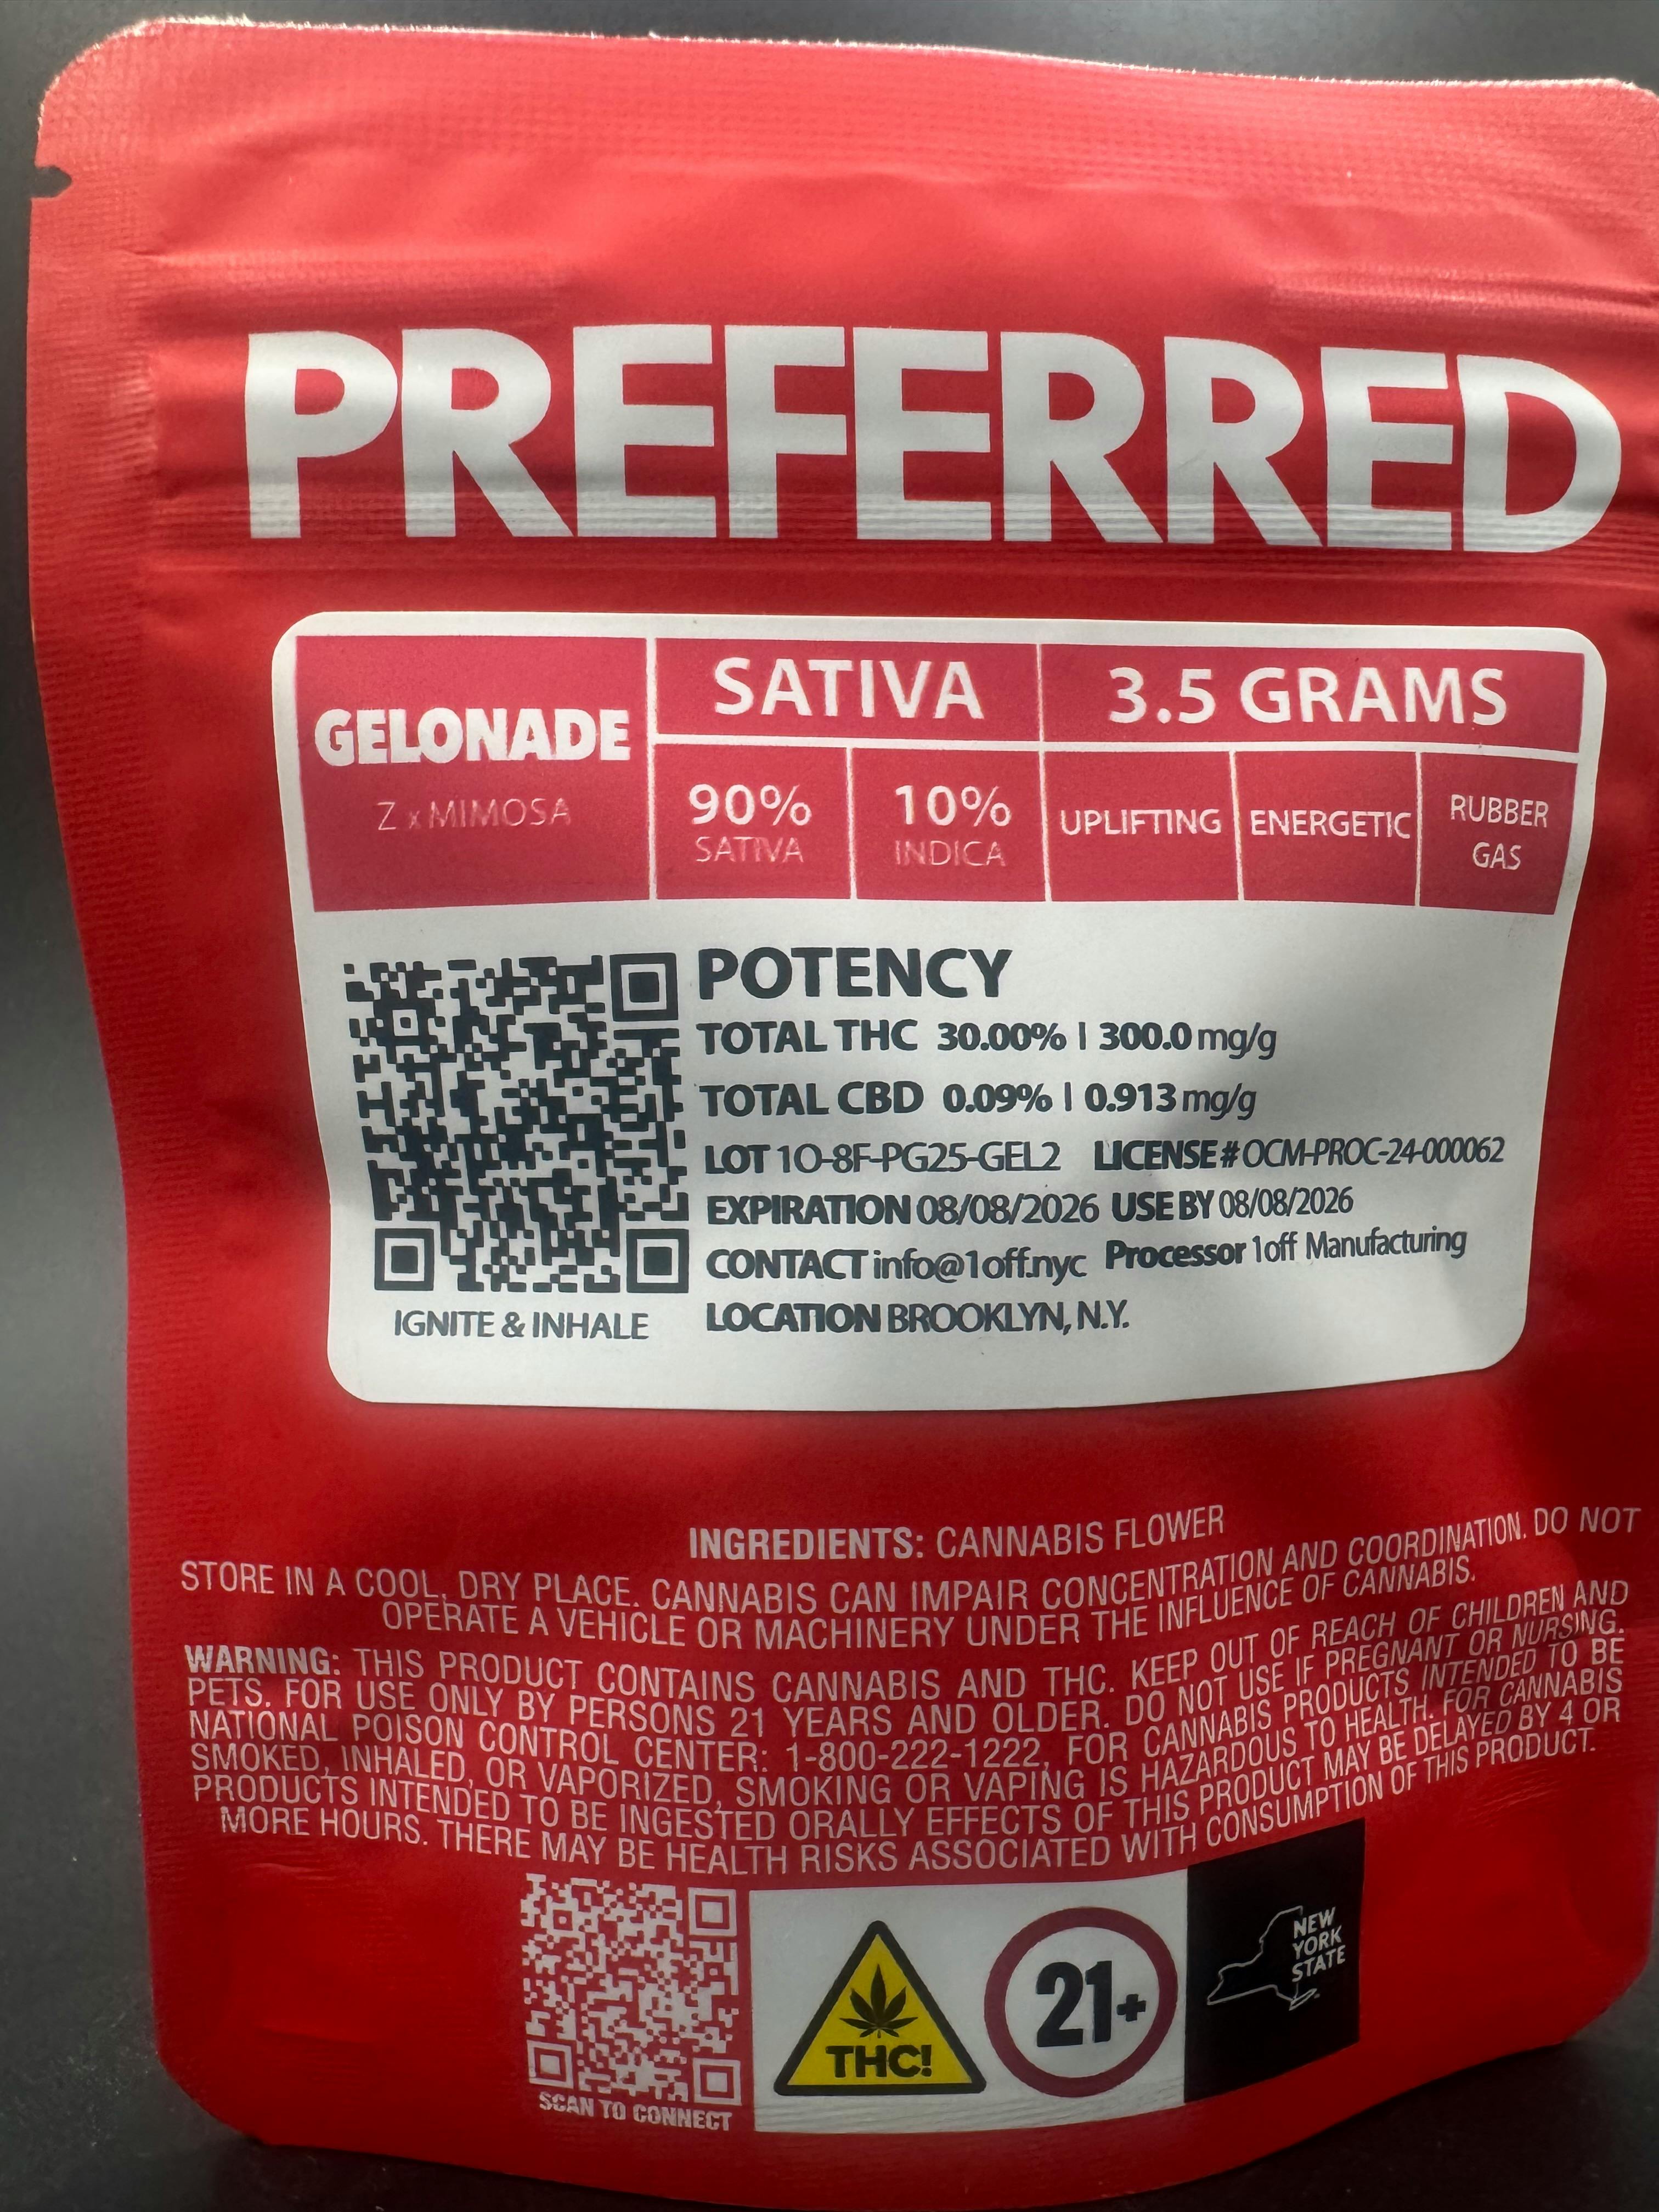 PREFERRED
GELONADE
Z x MIMOSA
SATIVA
3.5 GRAMS
90%
SATIVA
10%
INDICA
UPLIFTING
ENERGETIC
RUBBER
GAS
POTENCY
TOTAL THC 30.00% | 300.0 mg/g
TOTAL CBD 0.09% | 0.913 mg/g
LOT 1O-8F-PG25-GEL2 LICENSE# OCM-PROC-24-000062
EXPIRATION 08/08/2026 USE BY 08/08/2026
CONTACT info@1off.nyc Processor 1off Manufacturing
LOCATION BROOKLYN, N.Y.
IGNITE & INHALE
INGREDIENTS: CANNABIS FLOWER
STORE IN A COOL, DRY PLACE. CANNABIS CAN IMPAIR CONCENTRATION AND COORDINATION. DO NOT
OPERATE A VEHICLE OR MACHINERY UNDER THE INFLUENCE OF CANNABIS.
WARNING: THIS PRODUCT CONTAINS CANNABIS AND THC. KEEP OUT OF REACH OF CHILDREN AND
PETS. FOR USE ONLY BY PERSONS 21 YEARS AND OLDER. DO NOT USE IF PREGNANT OR NURSING.
NATIONAL POISON CONTROL CENTER: 1-800-222-1222, FOR CANNABIS PRODUCTS INTENDED TO BE
SMOKED, INHALED, OR VAPORIZED, SMOKING OR VAPING IS HAZARDOUS TO HEALTH. FOR CANNABIS
PRODUCTS INTENDED TO BE INGESTED ORALLY EFFECTS OF THIS PRODUCT MAY BE DELAYED BY 4 OR
MORE HOURS. THERE MAY BE HEALTH RISKS ASSOCIATED WITH CONSUMPTION OF THIS PRODUCT.
SCAN TO CONNECT
THC!
21+
NEW
YORK
STATE